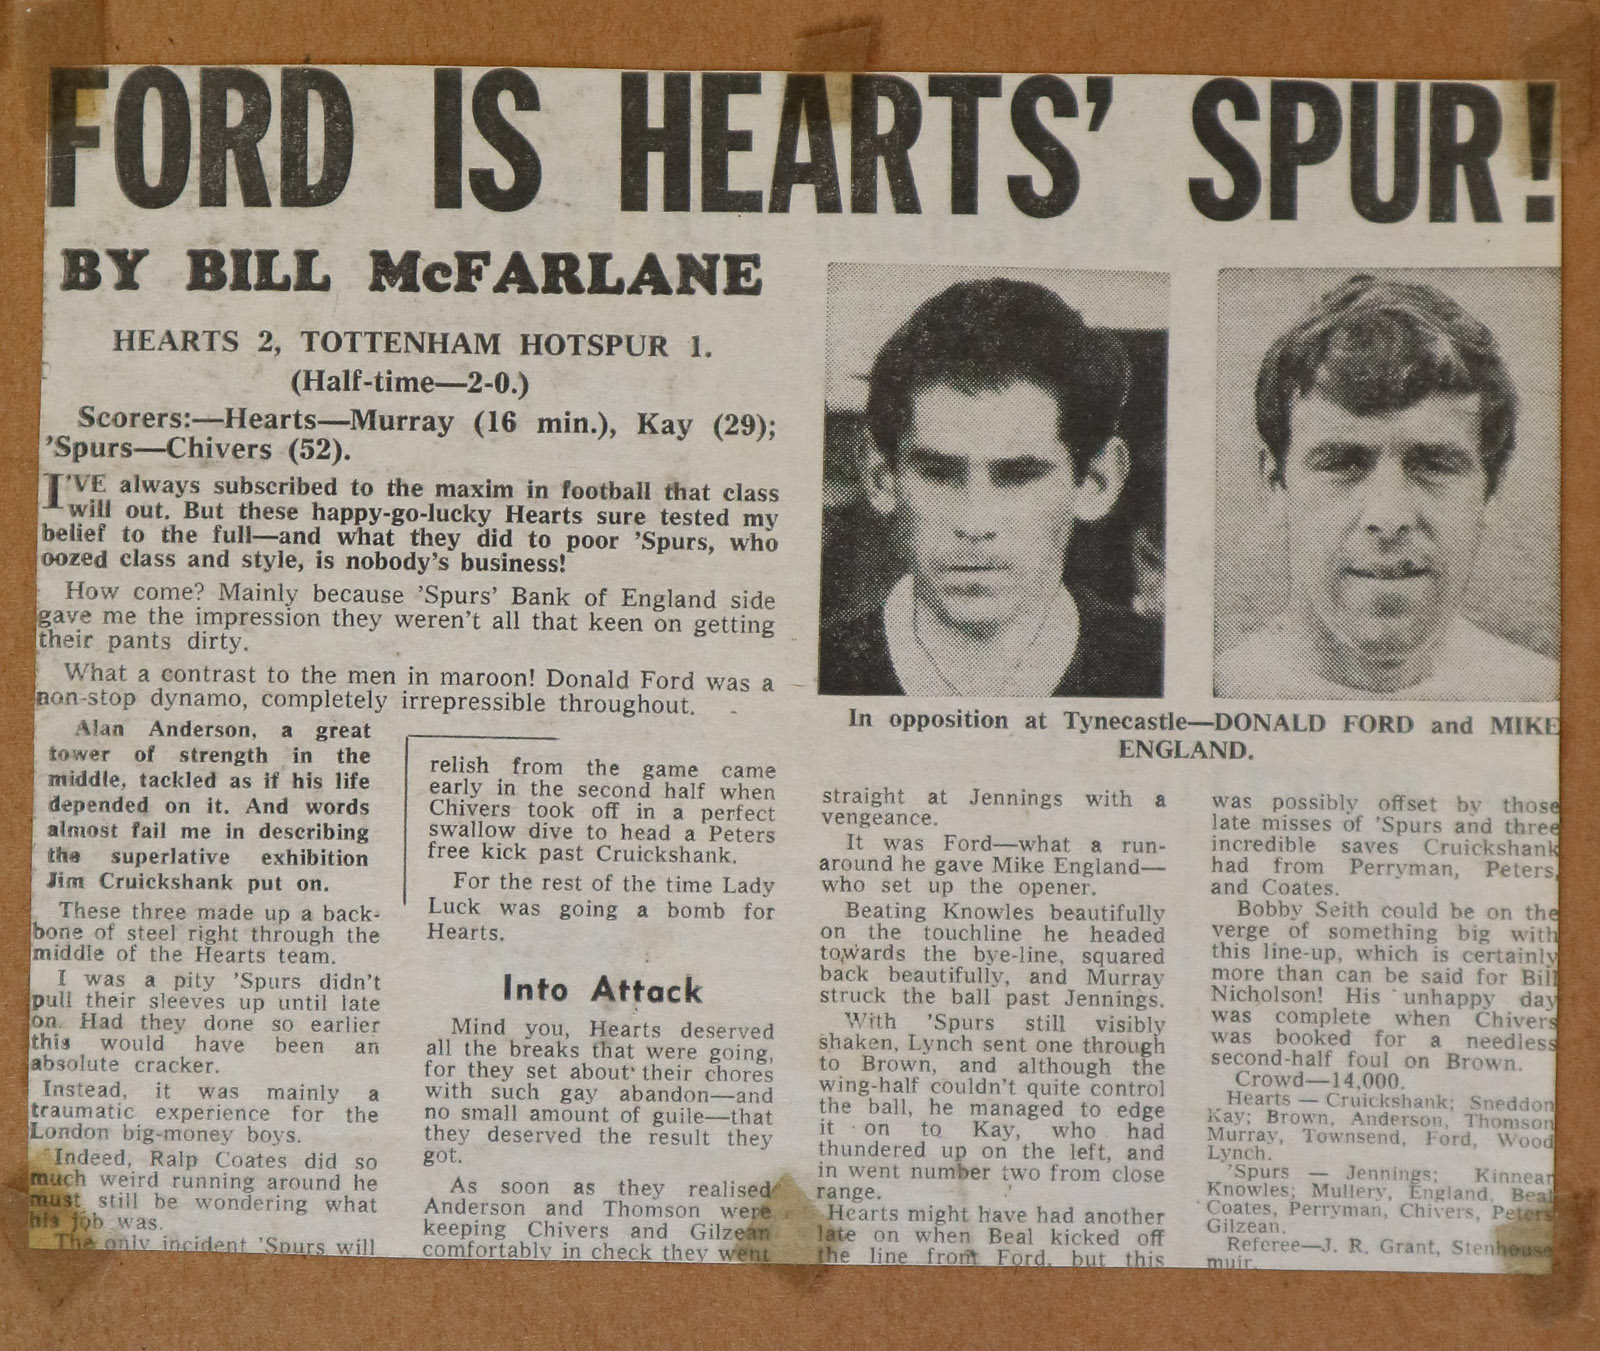 FORD IS HEARTS' SPUR!
BY BILL McFARLANE
HEARTS 2, TOTTENHAM HOTSPUR 1.
(Half-time—2-0.)
Scorers:—Hearts—Murray (16 min.), Kay (29);
'Spurs—Chivers (52).
I'VE always subscribed to the maxim in football that class
will out. But these happy-go-lucky Hearts sure tested my
belief to the full—and what they did to poor 'Spurs, who
oozed class and style, is nobody's business!
How come? Mainly because 'Spurs' Bank of England side
gave me the impression they weren't all that keen on getting
their pants dirty.
What a contrast to the men in maroon! Donald Ford was a
non-stop dynamo, completely irrepressible throughout.
Alan Anderson, a great
tower of strength in the
middle, tackled as if his life
depended on it. And words
almost fail me in describing
the superlative exhibition
Jim Cruickshank put on.
These three made up a back-
bone of steel right through the
middle of the Hearts team.
I was a pity 'Spurs didn't
pull their sleeves up until late
on. Had they done so earlier
this would have been an
absolute cracker.
Instead, it was mainly a
traumatic experience for the
London big-money boys.
Indeed, Ralp Coates did so
much weird running around he
must still be wondering what
his job was.
The only incident 'Spurs will
relish from the game came
early in the second half when
Chivers took off in a perfect
swallow dive to head a Peters
free kick past Cruickshank.
For the rest of the time Lady
Luck was going a bomb for
Hearts.
Into Attack
Mind you, Hearts deserved
all the breaks that were going,
for they set about their chores
with such gay abandon—and
no small amount of guile—that
they deserved the result they
got.
As soon as they realised
Anderson and Thomson were
keeping Chivers and Gilzean
comfortably in check they went
In opposition at Tynecastle—DONALD FORD and MIKE
ENGLAND.
straight at Jennings with a
vengeance.
It was Ford—what a run-
around he gave Mike England—
who set up the opener.
Beating Knowles beautifully
on the touchline he headed
towards the bye-line, squared
back beautifully, and Murray
struck the ball past Jennings.
With 'Spurs still visibly
shaken, Lynch sent one through
to Brown, and although the
wing-half couldn't quite control
the ball, he managed to edge
it on to Kay, who had
thundered up on the left, and
in went number two from close
range.
Hearts might have had another
late on when Beal kicked off
the line from Ford, but this
was possibly offset by those
late misses of 'Spurs and three
incredible saves Cruickshank
had from Perryman, Peters,
and Coates.
Bobby Seith could be on the
verge of something big with
this line-up, which is certainly
more than can be said for Bill
Nicholson! His unhappy day
was complete when Chivers
was booked for a needless
second-half foul on Brown.
Crowd—14,000.
Hearts — Cruickshank; Sneddon
Kay; Brown, Anderson, Thomson
Murray, Townsend, Ford, Wood
Lynch.
'Spurs — Jennings; Kinnear
Knowles; Mullery, England, Beal
Coates, Perryman, Chivers, Peters
Gilzean.
Referee—J. R. Grant, Stenhouse
muir.